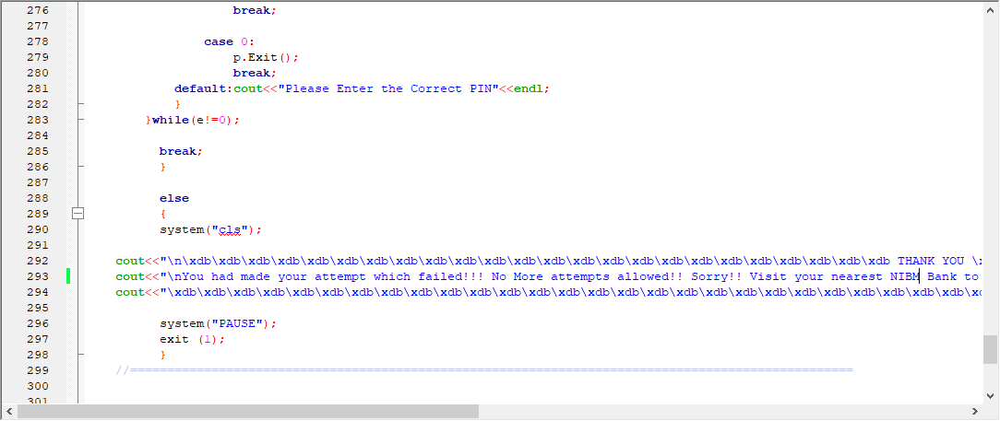 276 break;
277
278 case 0:
279 p.Exit();
280 break;
281 default:cout<<"Please Enter the Correct PIN"<<endl;
282 }
283 }while(e!=0);
284
285 break;
286 }
287
288 else
289 {
290 system("cls");
291
292 cout<<"\n\xdb\xdb\xdb\xdb\xdb\xdb\xdb\xdb\xdb\xdb\xdb\xdb\xdb\xdb\xdb\xdb\xdb\xdb\xdb\xdb\xdb\xdb\xdb\xdb THANK YOU \x
293 cout<<"\nYou had made your attempt which failed!!! No More attempts allowed!! Sorry!! Visit your nearest NIBM Bank to
294 cout<<"\xdb\xdb\xdb\xdb\xdb\xdb\xdb\xdb\xdb\xdb\xdb\xdb\xdb\xdb\xdb\xdb\xdb\xdb\xdb\xdb\xdb\xdb\xdb\xdb\xdb\xdb\xdb\xd
295
296 system("PAUSE");
297 exit (1);
298 }
299 //==================================================================================================
300
301